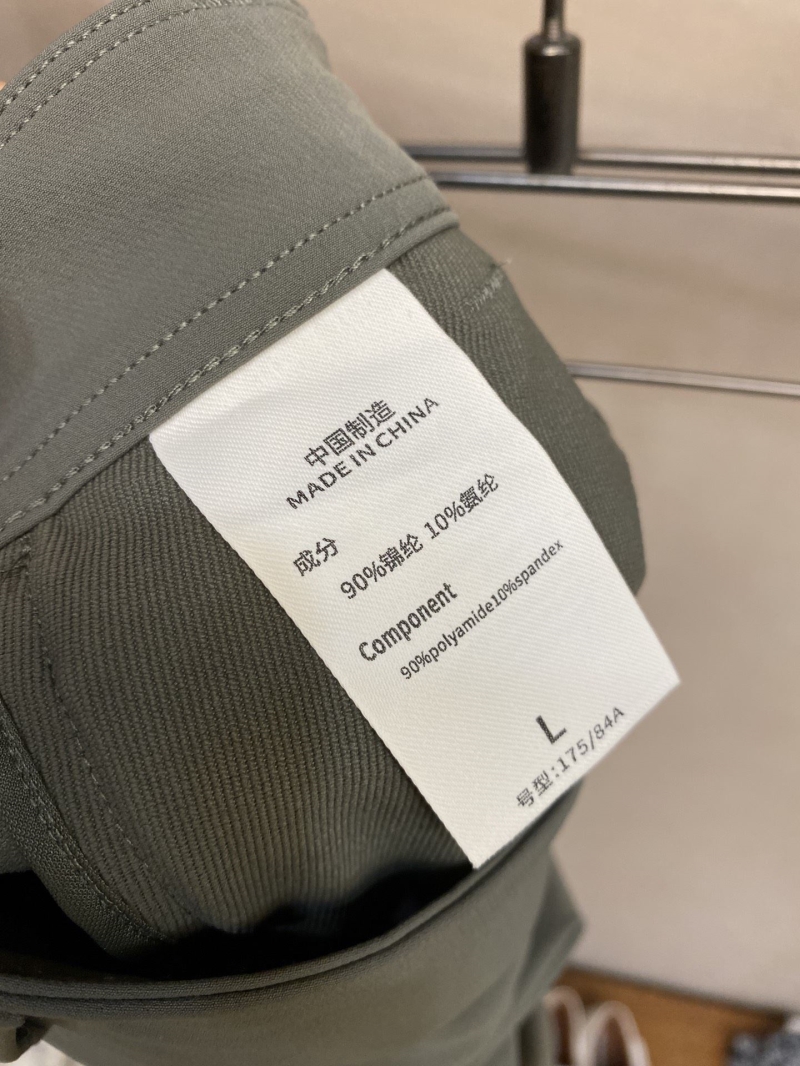 中国制造
MADE IN CHINA
成分
90%锦纶 10%氨纶
Component
90%polyamide10%spandex
L
号型:175/84A